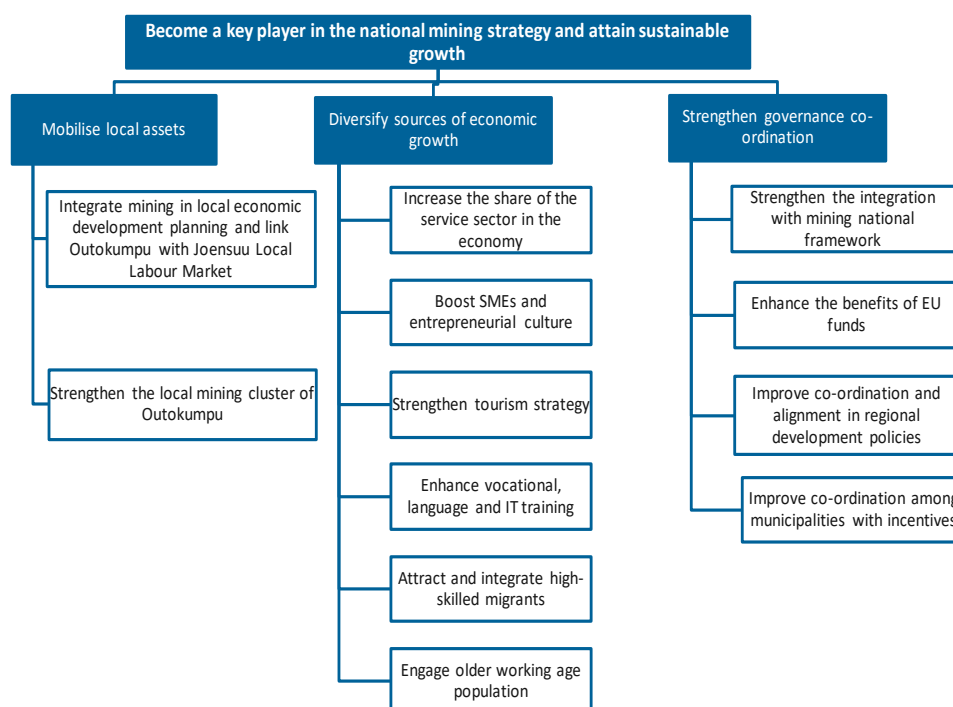 Become a key player in the national mining strategy and attain sustainable
growth
Mobilise local assets
Diversify sources of economic
growth
Strengthen governance co-
ordination
Integrate mining in local economic
development planning and link
Outokumpu with Joensuu Local
Labour Market
Strengthen the local mining cluster of
Outokumpu
Increase the share of the
service sector in the
economy
Boost SMEs and
entrepreneurial culture
Strengthen tourism strategy
Enhance vocational,
language and IT training
Attract and integrate high-
skilled migrants
Engage older working age
population
Strengthen the integration
with mining national
framework
Enhance the benefits of EU
funds
Improve co-ordination and
alignment in regional
development policies
Improve co-ordination among
municipalities with incentives